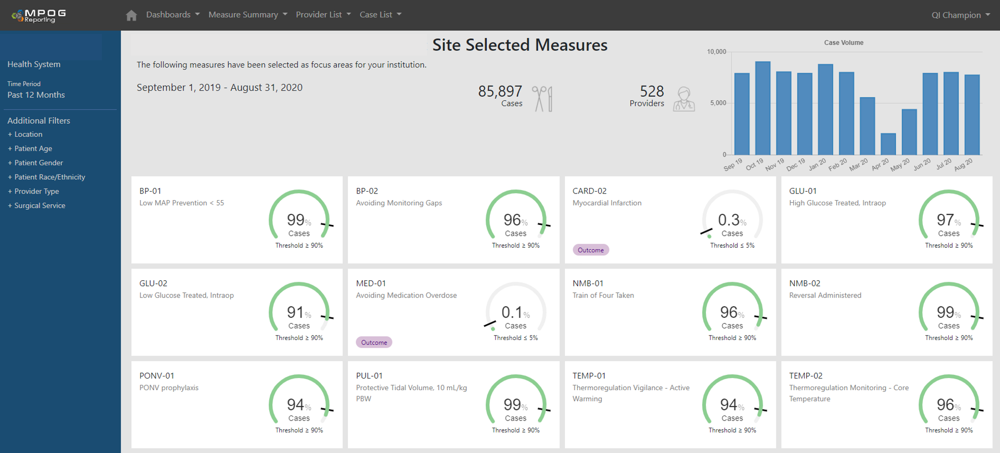 MPOG
Reporting
Dashboards
Measure Summary
Provider List
Case List
QI Champion
Health System
Time Period
Past 12 Months
Additional Filters
+ Location
+ Patient Age
+ Patient Gender
+ Patient Race/Ethnicity
+ Provider Type
+ Surgical Service
Site Selected Measures
The following measures have been selected as focus areas for your institution.
September 1, 2019 - August 31, 2020
85,897
Cases
528
Providers
Case Volume
10,000
5,000
0
Sep 19
Oct 19
Nov 19
Dec 19
Jan 20
Feb 20
Mar 20
Apr 20
May 20
Jun 20
Jul 20
Aug 20
BP-01
Low MAP Prevention < 55
99%
Cases
Threshold ≥ 90%
BP-02
Avoiding Monitoring Gaps
96%
Cases
Threshold ≥ 90%
CARD-02
Myocardial Infarction
0.3%
Cases
Threshold ≤ 5%
Outcome
GLU-01
High Glucose Treated, Intraop
97%
Cases
Threshold ≥ 90%
GLU-02
Low Glucose Treated, Intraop
91%
Cases
Threshold ≥ 90%
MED-01
Avoiding Medication Overdose
0.1%
Cases
Threshold ≤ 5%
Outcome
NMB-01
Train of Four Taken
96%
Cases
Threshold ≥ 90%
NMB-02
Reversal Administered
99%
Cases
Threshold ≥ 90%
PONV-01
PONV prophylaxis
94%
Cases
Threshold ≥ 90%
PUL-01
Protective Tidal Volume, 10 mL/kg
PBW
99%
Cases
Threshold ≥ 90%
TEMP-01
Thermoregulation Vigilance - Active
Warming
94%
Cases
Threshold ≥ 90%
TEMP-02
Thermoregulation Monitoring - Core
Temperature
96%
Cases
Threshold ≥ 90%